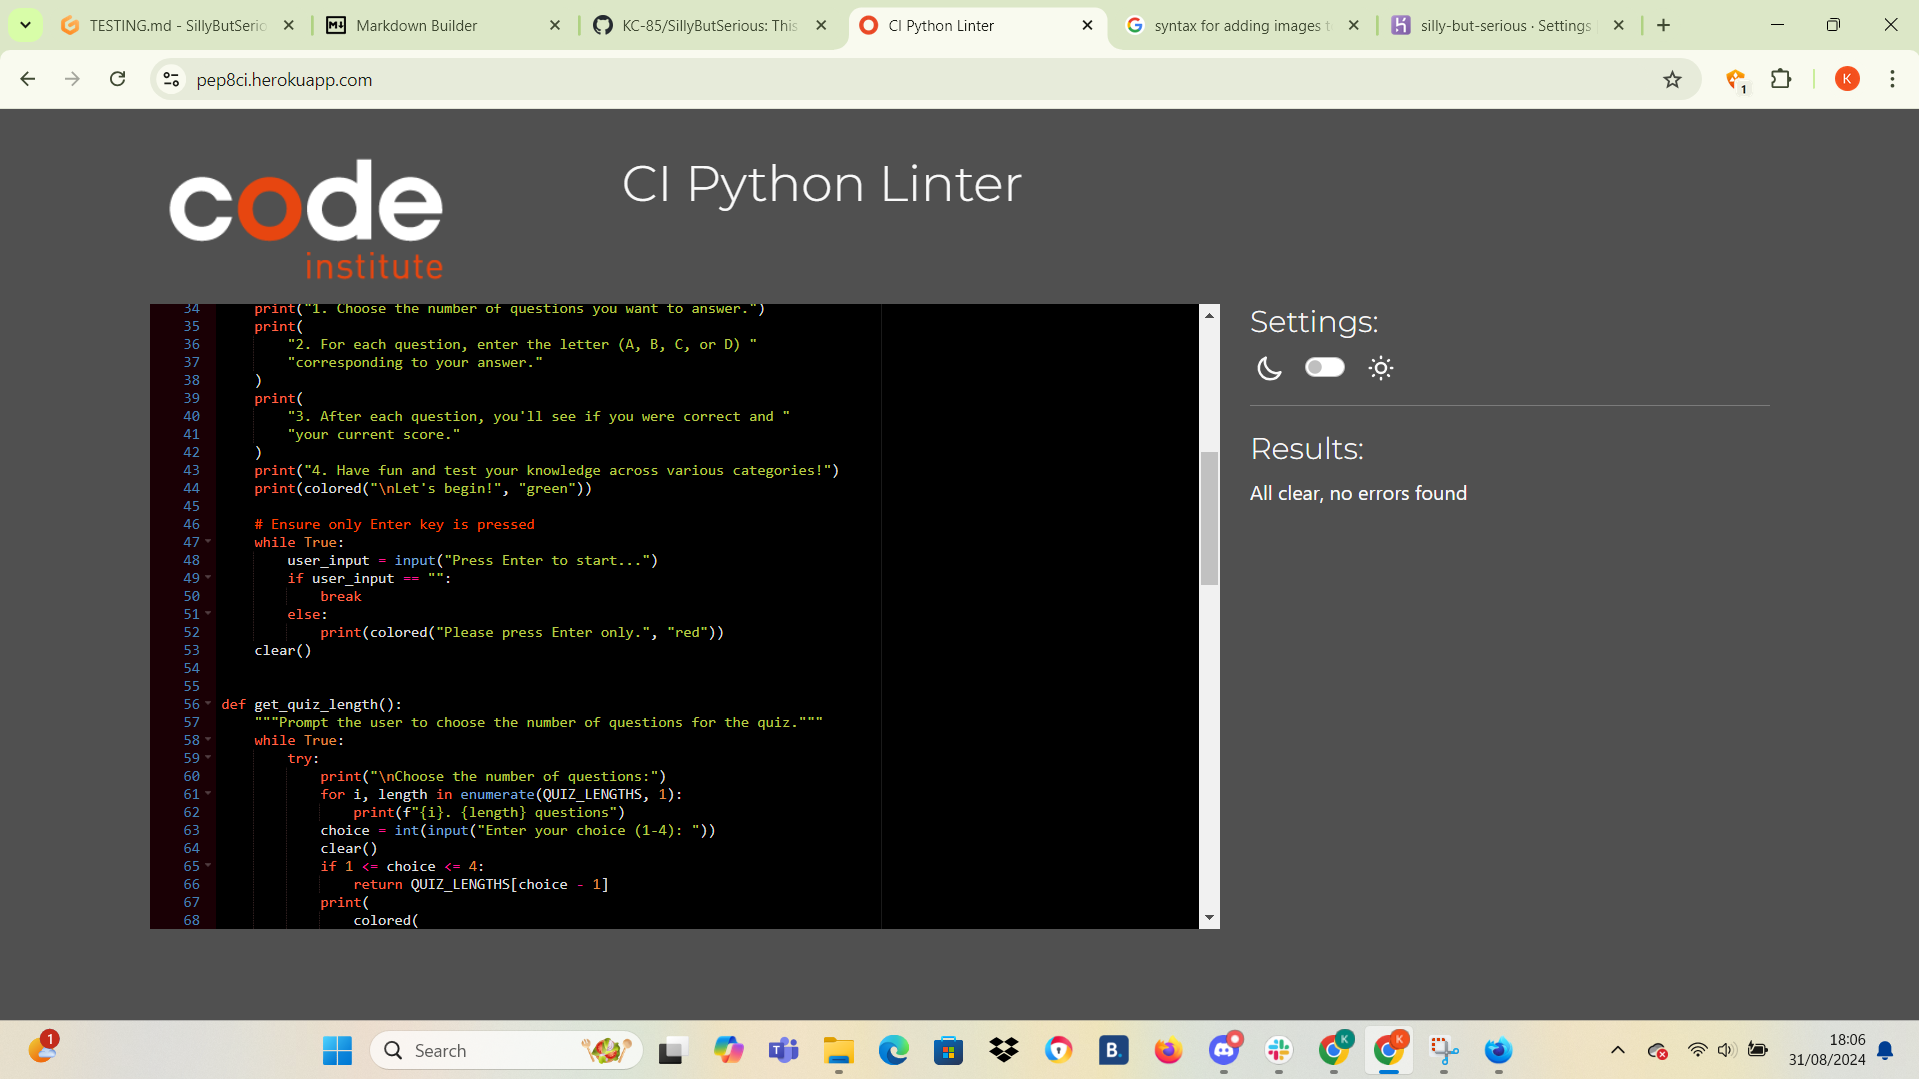 TESTING.md - SillyButSerio
Markdown Builder
KC-85/SillyButSerious: This
CI Python Linter
syntax for adding images t
silly-but-serious · Settings
pep8ci.herokuapp.com
1
K
code
institute
CI Python Linter
34 print("1. Choose the number of questions you want to answer.")
35 print(
36 "2. For each question, enter the letter (A, B, C, or D) "
37 "corresponding to your answer."
38 )
39 print(
40 "3. After each question, you'll see if you were correct and "
41 "your current score."
42 )
43 print("4. Have fun and test your knowledge across various categories!")
44 print(colored("\nLet's begin!", "green"))
45
46 # Ensure only Enter key is pressed
47 while True:
48 user_input = input("Press Enter to start...")
49 if user_input == "":
50 break
51 else:
52 print(colored("Please press Enter only.", "red"))
53 clear()
54
55
56 def get_quiz_length():
57 """Prompt the user to choose the number of questions for the quiz."""
58 while True:
59 try:
60 print("\nChoose the number of questions:")
61 for i, length in enumerate(QUIZ_LENGTHS, 1):
62 print(f"{i}. {length} questions")
63 choice = int(input("Enter your choice (1-4): "))
64 clear()
65 if 1 <= choice <= 4:
66 return QUIZ_LENGTHS[choice - 1]
67 print(
68 colored(
Settings:
Results:
All clear, no errors found
1
Search
B.
K
K
18:06
31/08/2024